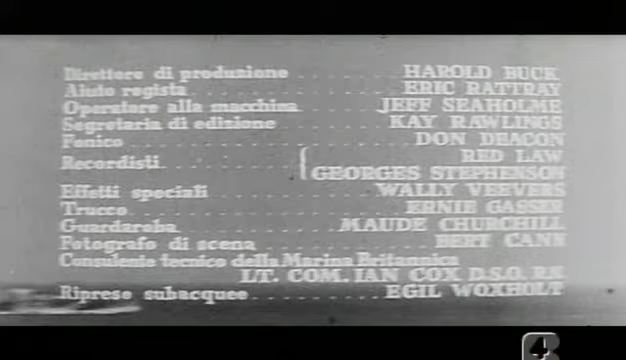 Direttore di produzione . . . . . . . . HAROLD BUCK
Aiuto regista . . . . . . . . ERIC RATTRAY
Operatore alla macchina . . . . . . JEFF SEAHOLME
Segretaria di edizione . . . . . . . . KAY RAWLINGS
Fonico . . . . . . . . DON DEACON
Recordisti . . . . . . . . { RED LAW
GEORGES STEPHENSON
Effetti speciali . . . . . . . . WALLY VEEVERS
Trucco . . . . . . . . ERNIE GASSER
Guardaroba . . . . . . . . MAUDE CHURCHILL
Fotografo di scena . . . . . . . . BERT CANN
Consulente tecnico della Marina Britannica
LT. COM. IAN COX D.S.O. R.N.
Riprese subacquee . . . . . . . . EGIL WOXHOLT
4